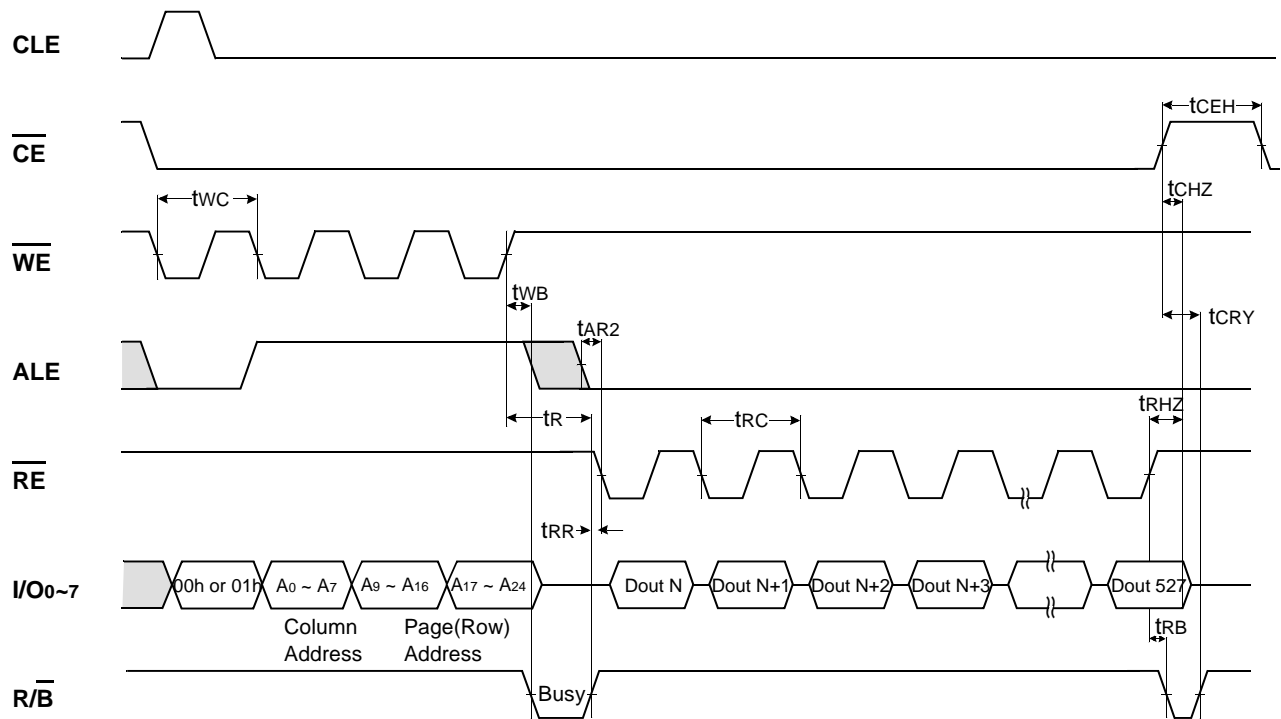 CLE
CE
tCEH
tWC
tCHZ
WE
tWB
tCRY
tAR2
ALE
tR
tRC
tRHZ
RE
tRR
I/O0~7
00h or 01h
A0 ~ A7
A9 ~ A16
A17 ~ A24
Dout N
Dout N+1
Dout N+2
Dout N+3
Dout 527
Column
Address
Page(Row)
Address
tRB
R/B
Busy